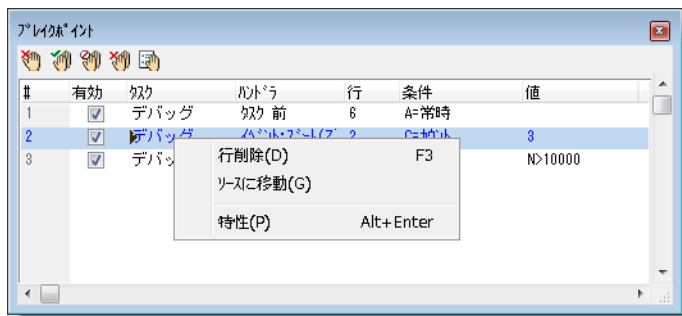 ﾌﾞﾚｲｸﾎﾟｲﾝﾄ
# 有効 ﾀｽｸ ﾊﾝﾄﾞﾗ 行 条件 値
1 デバッグ ﾀｽｸ 前 6 A=常時
2 デバッグ 2 C=ｶｳﾝﾄ 3
3 デバッ N>10000
行削除(D) F3
ｿｰｽに移動(G)
特性(P) Alt+Enter